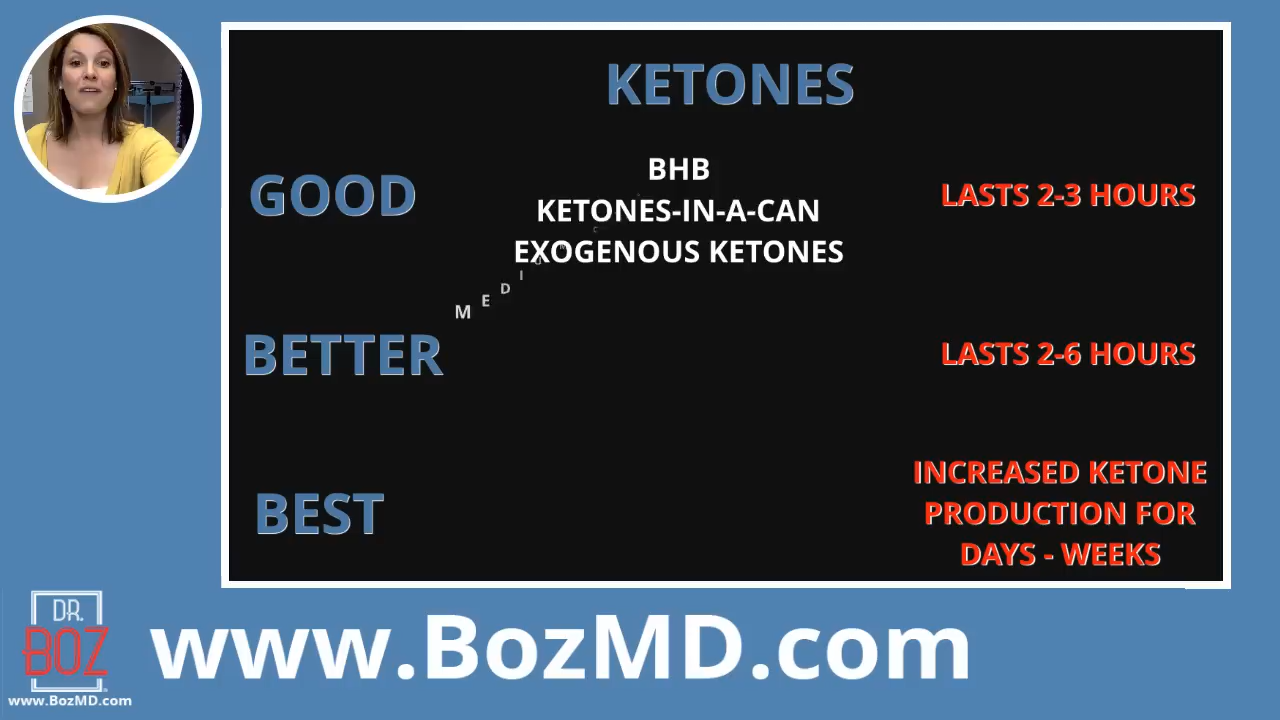 KETONES
GOOD
BHB
KETONES-IN-A-CAN
EXOGENOUS KETONES
LASTS 2-3 HOURS
M E D I U M C
BETTER
LASTS 2-6 HOURS
BEST
INCREASED KETONE
PRODUCTION FOR
DAYS - WEEKS
DR.
BOZ
www.BozMD.com
www.BozMD.com